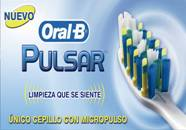 NUEVO
Oral-B
PULSAR
LIMPIEZA QUE SE SIENTE
ÚNICO CEPILLO CON MICROPULSO